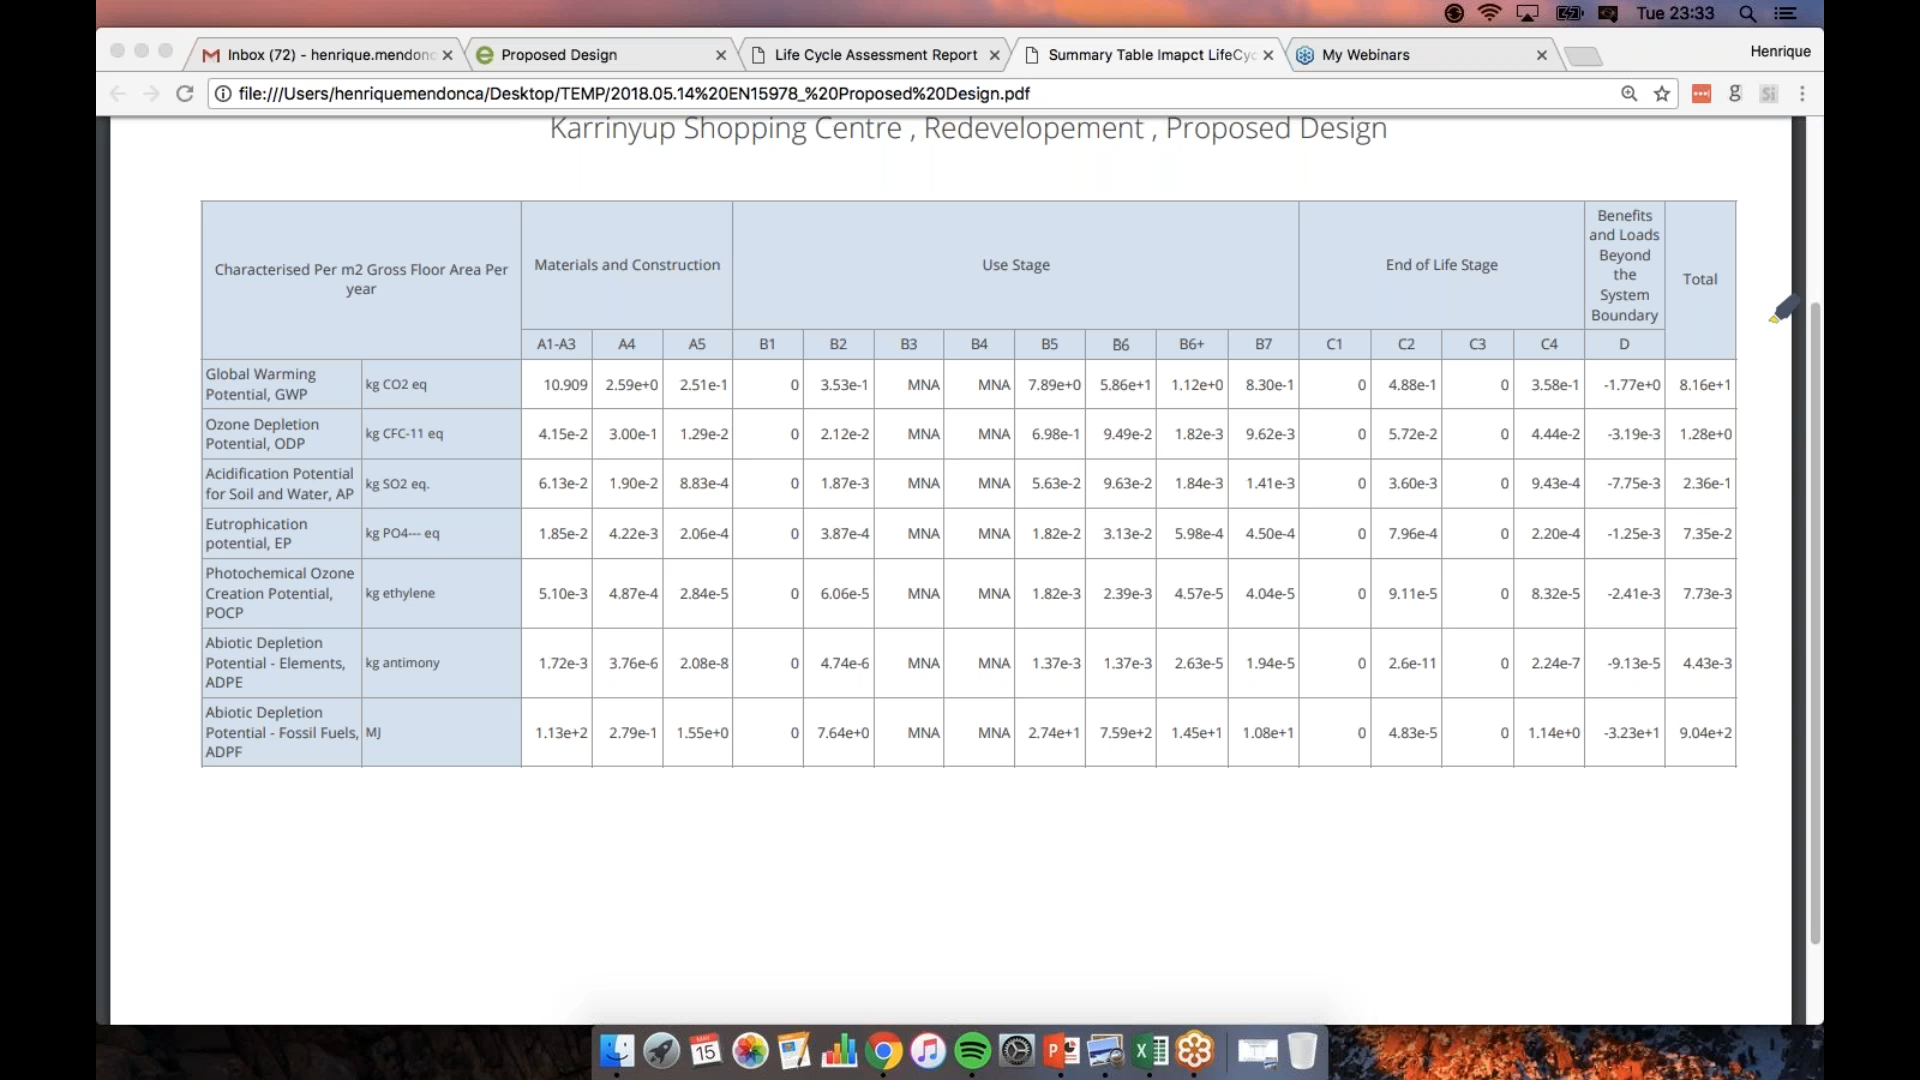 Tue 23:33
Inbox (72) - henrique.mendonc
Proposed Design
Life Cycle Assessment Report
Summary Table Imapct LifeCyc
My Webinars
Henrique
file:///Users/henriquemendonca/Desktop/TEMP/2018.05.14%20EN15978_%20Proposed%20Design.pdf
g
Si
Karrinyup Shopping Centre , Redevelopement , Proposed Design
Characterised Per m2 Gross Floor Area Per
year
Materials and Construction
Use Stage
End of Life Stage
Benefits
and Loads
Beyond
the
System
Boundary
Total
A1-A3 A4 A5 B1 B2 B3 B4 B5 B6 B6+ B7 C1 C2 C3 C4 D
Global Warming
Potential, GWP
kg CO2 eq 10.909 2.59e+0 2.51e-1 0 3.53e-1 MNA MNA 7.89e+0 5.86e+1 1.12e+0 8.30e-1 0 4.88e-1 0 3.58e-1 -1.77e+0 8.16e+1
Ozone Depletion
Potential, ODP
kg CFC-11 eq 4.15e-2 3.00e-1 1.29e-2 0 2.12e-2 MNA MNA 6.98e-1 9.49e-2 1.82e-3 9.62e-3 0 5.72e-2 0 4.44e-2 -3.19e-3 1.28e+0
Acidification Potential
for Soil and Water, AP
kg SO2 eq. 6.13e-2 1.90e-2 8.83e-4 0 1.87e-3 MNA MNA 5.63e-2 9.63e-2 1.84e-3 1.41e-3 0 3.60e-3 0 9.43e-4 -7.75e-3 2.36e-1
Eutrophication
potential, EP
kg PO4--- eq 1.85e-2 4.22e-3 2.06e-4 0 3.87e-4 MNA MNA 1.82e-2 3.13e-2 5.98e-4 4.50e-4 0 7.96e-4 0 2.20e-4 -1.25e-3 7.35e-2
Photochemical Ozone
Creation Potential,
POCP
kg ethylene 5.10e-3 4.87e-4 2.84e-5 0 6.06e-5 MNA MNA 1.82e-3 2.39e-3 4.57e-5 4.04e-5 0 9.11e-5 0 8.32e-5 -2.41e-3 7.73e-3
Abiotic Depletion
Potential - Elements,
ADPE
kg antimony 1.72e-3 3.76e-6 2.08e-8 0 4.74e-6 MNA MNA 1.37e-3 1.37e-3 2.63e-5 1.94e-5 0 2.6e-11 0 2.24e-7 -9.13e-5 4.43e-3
Abiotic Depletion
Potential - Fossil Fuels,
ADPF
MJ 1.13e+2 2.79e-1 1.55e+0 0 7.64e+0 MNA MNA 2.74e+1 7.59e+2 1.45e+1 1.08e+1 0 4.83e-5 0 1.14e+0 -3.23e+1 9.04e+2
MAY
15
P
X